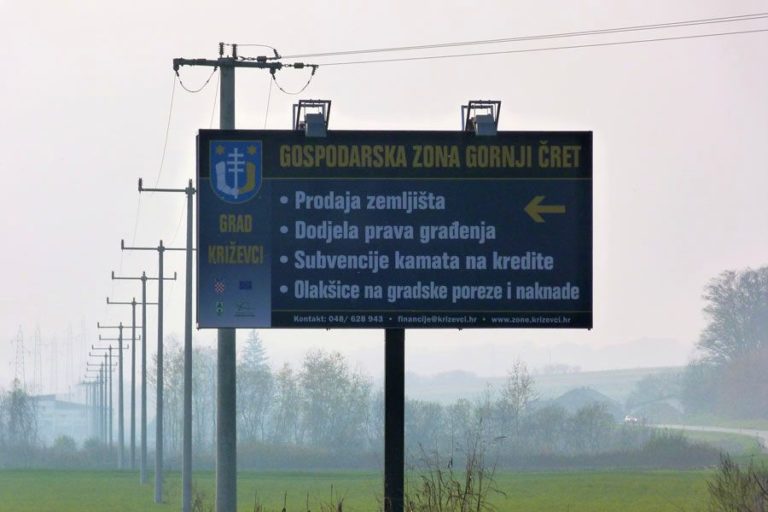 GOSPODARSKA ZONA GORNJI ČRET
GRAD
KRIŽEVCI
• Prodaja zemljišta
• Dodjela prava građenja
• Subvencije kamata na kredite
• Olakšice na gradske poreze i naknade
Kontakt: 048/ 628 943 • financije@krizevci.hr • www.zone.krizevci.hr